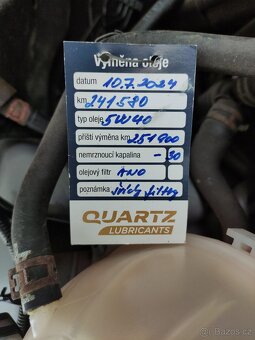 Výměna oleje
datum 10.7.2024
km 241580
typ oleje 5W40
příští výměna km 251900
nemrznoucí kapalina -30
olejový filtr ANO
poznámka filtry
QUARTZ
LUBRICANTS
bazos.cz